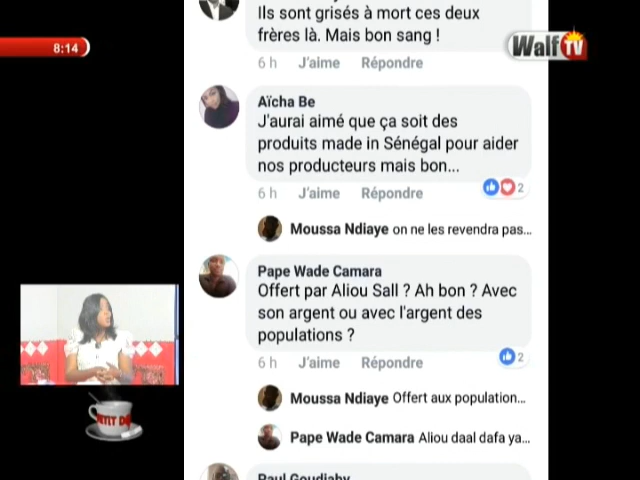 Ils sont grisés à mort ces deux
frères là. Mais bon sang !
8:14
Walf TV
6 h J'aime Répondre
Aïcha Be
J'aurai aimé que ça soit des
produits made in Sénégal pour aider
nos producteurs mais bon...
6 h J'aime Répondre 2
Moussa Ndiaye on ne les revendra pas...
Pape Wade Camara
Offert par Aliou Sall ? Ah bon ? Avec
son argent ou avec l'argent des
populations ?
6 h J'aime Répondre 2
Moussa Ndiaye Offert aux population...
PETIT DEJ
Pape Wade Camara Aliou daal dafa ya...
Paul Goudiaby